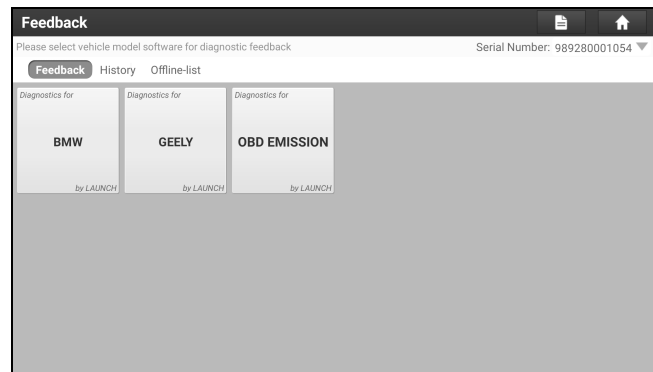 Feedback
Please select vehicle model software for diagnostic feedback
Serial Number: 989280001054
Feedback History Offline-list
Diagnostics for
BMW
by LAUNCH
Diagnostics for
GEELY
by LAUNCH
Diagnostics for
OBD EMISSION
by LAUNCH